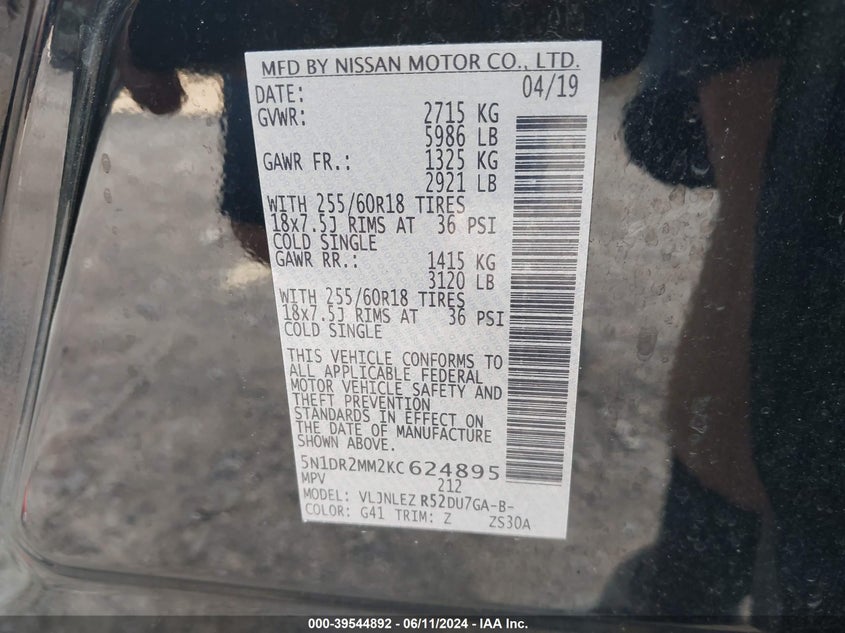 MFD BY NISSAN MOTOR CO., LTD.
DATE: 04/19
GVWR: 2715 KG
5986 LB
GAWR FR.: 1325 KG
2921 LB
WITH 255/60R18 TIRES
18x7.5J RIMS AT 36 PSI
COLD SINGLE
GAWR RR.: 1415 KG
3120 LB
WITH 255/60R18 TIRES
18x7.5J RIMS AT 36 PSI
COLD SINGLE
THIS VEHICLE CONFORMS TO
ALL APPLICABLE FEDERAL
MOTOR VEHICLE SAFETY AND
THEFT PREVENTION
STANDARDS IN EFFECT ON
THE DATE OF MANUFACTURE
SHOWN ABOVE.
5N1DR2MM2KC624895
MPV 212
MODEL: VLJNLEZ R52DU7GA-B-
COLOR: G41 TRIM: Z ZS30A
000-39544892 - 06/11/2024 - IAA Inc.